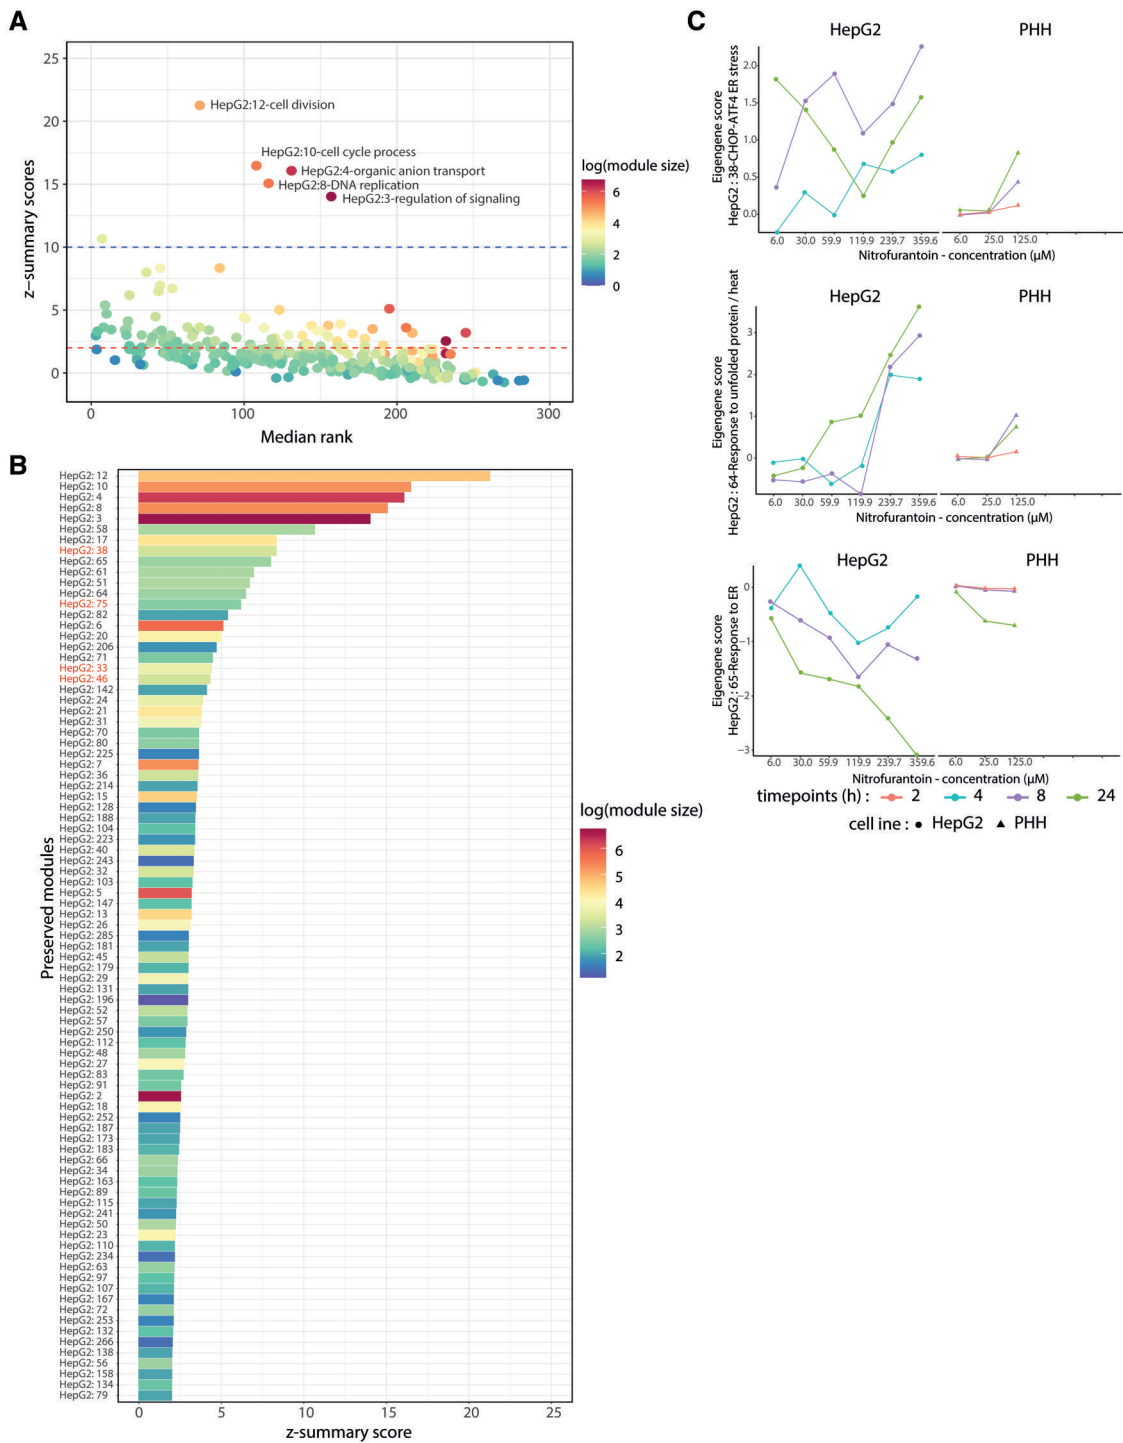 A
25
20
15
10
5
0
z−summary scores
HepG2:12-cell division
HepG2:10-cell cycle process
HepG2:4-organic anion transport
HepG2:8-DNA replication
HepG2:3-regulation of signaling
0
100
200
300
Median rank
log(module size)
6
4
2
0
B
Preserved modules
HepG2: 12
HepG2: 10
HepG2: 4
HepG2: 8
HepG2: 3
HepG2: 58
HepG2: 17
HepG2: 38
HepG2: 65
HepG2: 61
HepG2: 51
HepG2: 64
HepG2: 75
HepG2: 82
HepG2: 6
HepG2: 20
HepG2: 206
HepG2: 71
HepG2: 33
HepG2: 46
HepG2: 142
HepG2: 24
HepG2: 21
HepG2: 31
HepG2: 70
HepG2: 80
HepG2: 225
HepG2: 7
HepG2: 36
HepG2: 214
HepG2: 15
HepG2: 128
HepG2: 188
HepG2: 104
HepG2: 223
HepG2: 40
HepG2: 243
HepG2: 32
HepG2: 103
HepG2: 5
HepG2: 147
HepG2: 13
HepG2: 26
HepG2: 285
HepG2: 181
HepG2: 45
HepG2: 179
HepG2: 29
HepG2: 131
HepG2: 196
HepG2: 52
HepG2: 57
HepG2: 250
HepG2: 112
HepG2: 48
HepG2: 27
HepG2: 83
HepG2: 91
HepG2: 2
HepG2: 18
HepG2: 252
HepG2: 187
HepG2: 173
HepG2: 183
HepG2: 66
HepG2: 34
HepG2: 163
HepG2: 89
HepG2: 115
HepG2: 241
HepG2: 50
HepG2: 23
HepG2: 110
HepG2: 234
HepG2: 63
HepG2: 97
HepG2: 107
HepG2: 167
HepG2: 72
HepG2: 253
HepG2: 132
HepG2: 266
HepG2: 138
HepG2: 56
HepG2: 158
HepG2: 134
HepG2: 79
0 5 10 15 20 25
z-summary score
log(module size)
6
5
4
3
2
C
HepG2 PHH
Eigengene score
HepG2 : 38-CHOP-ATF4 ER stress
2.0
1.5
1.0
0.5
0.0
6.0 30.0 59.9 119.9 239.7 359.6 6.0 25.0 125.0
Nitrofurantoin - concentration (µM)
HepG2 PHH
Eigengene score
HepG2 : 64-Response to unfolded protein / heat
3
2
1
0
6.0 30.0 59.9 119.9 239.7 359.6 6.0 25.0 125.0
Nitrofurantoin - concentration (µM)
HepG2 PHH
Eigengene score
HepG2 : 65-Response to ER
0
−1
−2
−3
6.0 30.0 59.9 119.9 239.7 359.6 6.0 25.0 125.0
Nitrofurantoin - concentration (µM)
timepoints (h) : 2 4 8 24
cell ine : HepG2 PHH